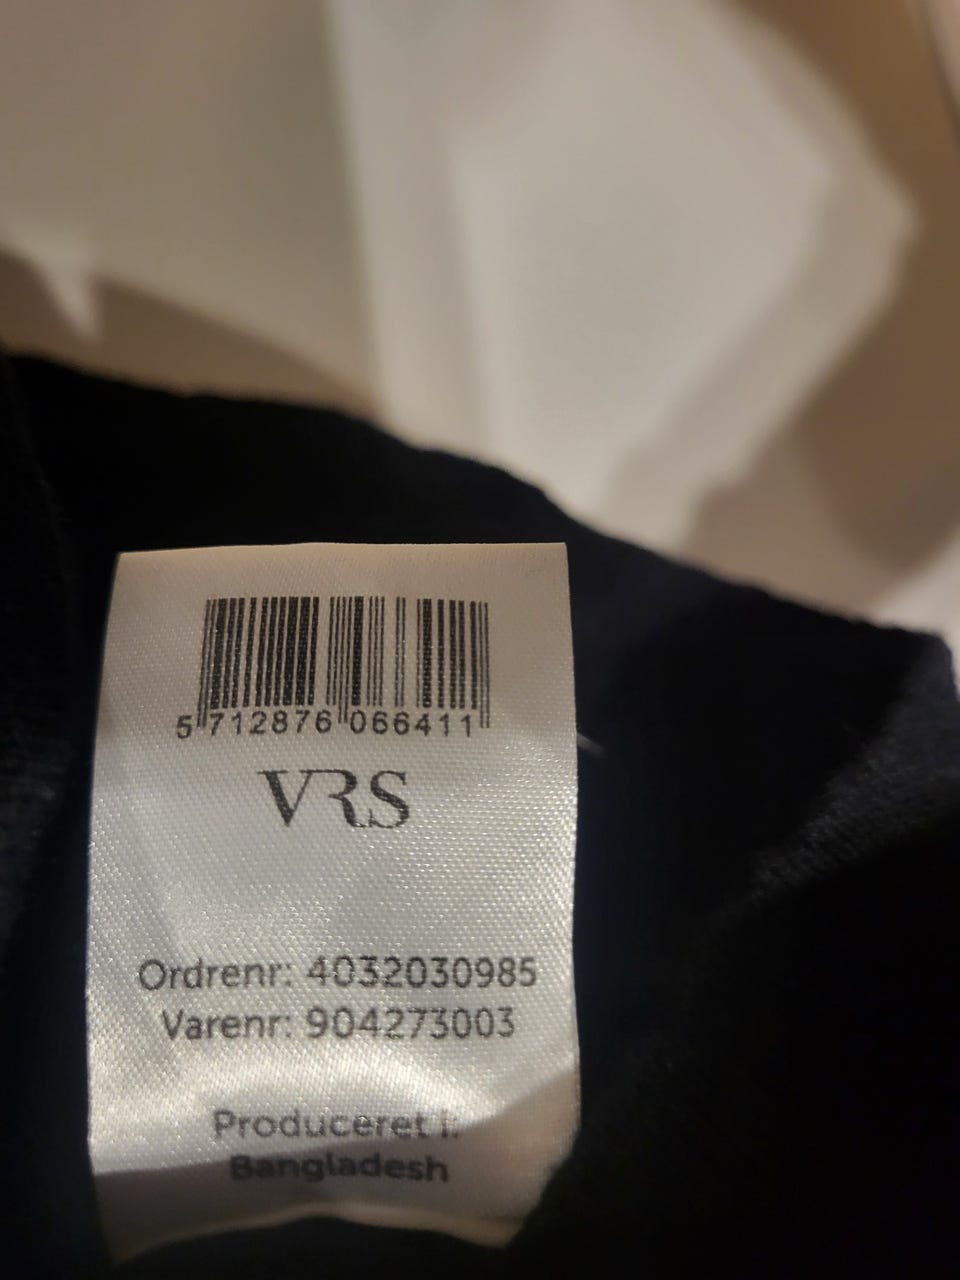 5 712876 066411
VRS
Ordrenr: 4032030985
Varenr: 904273003
Produceret i:
Bangladesh